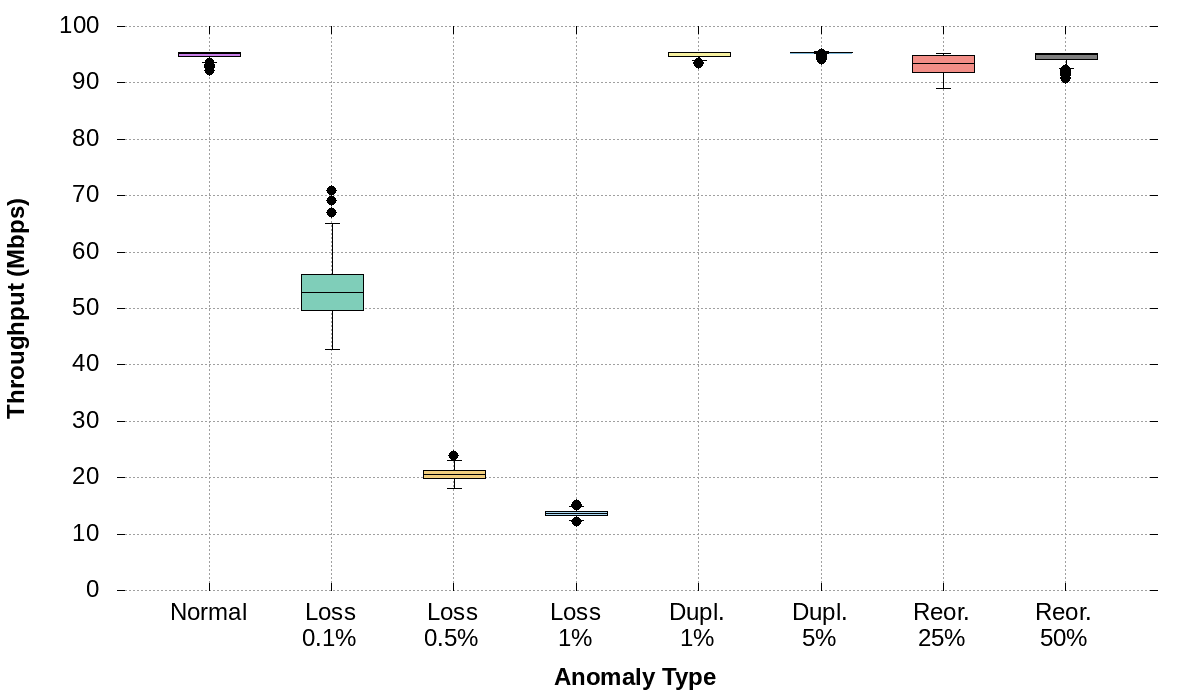 100
90
80
70
60
50
40
30
20
10
0
Throughput (Mbps)
Normal Loss Loss Loss Dupl. Dupl. Reor. Reor.
0.1% 0.5% 1% 1% 5% 25% 50%
Anomaly Type